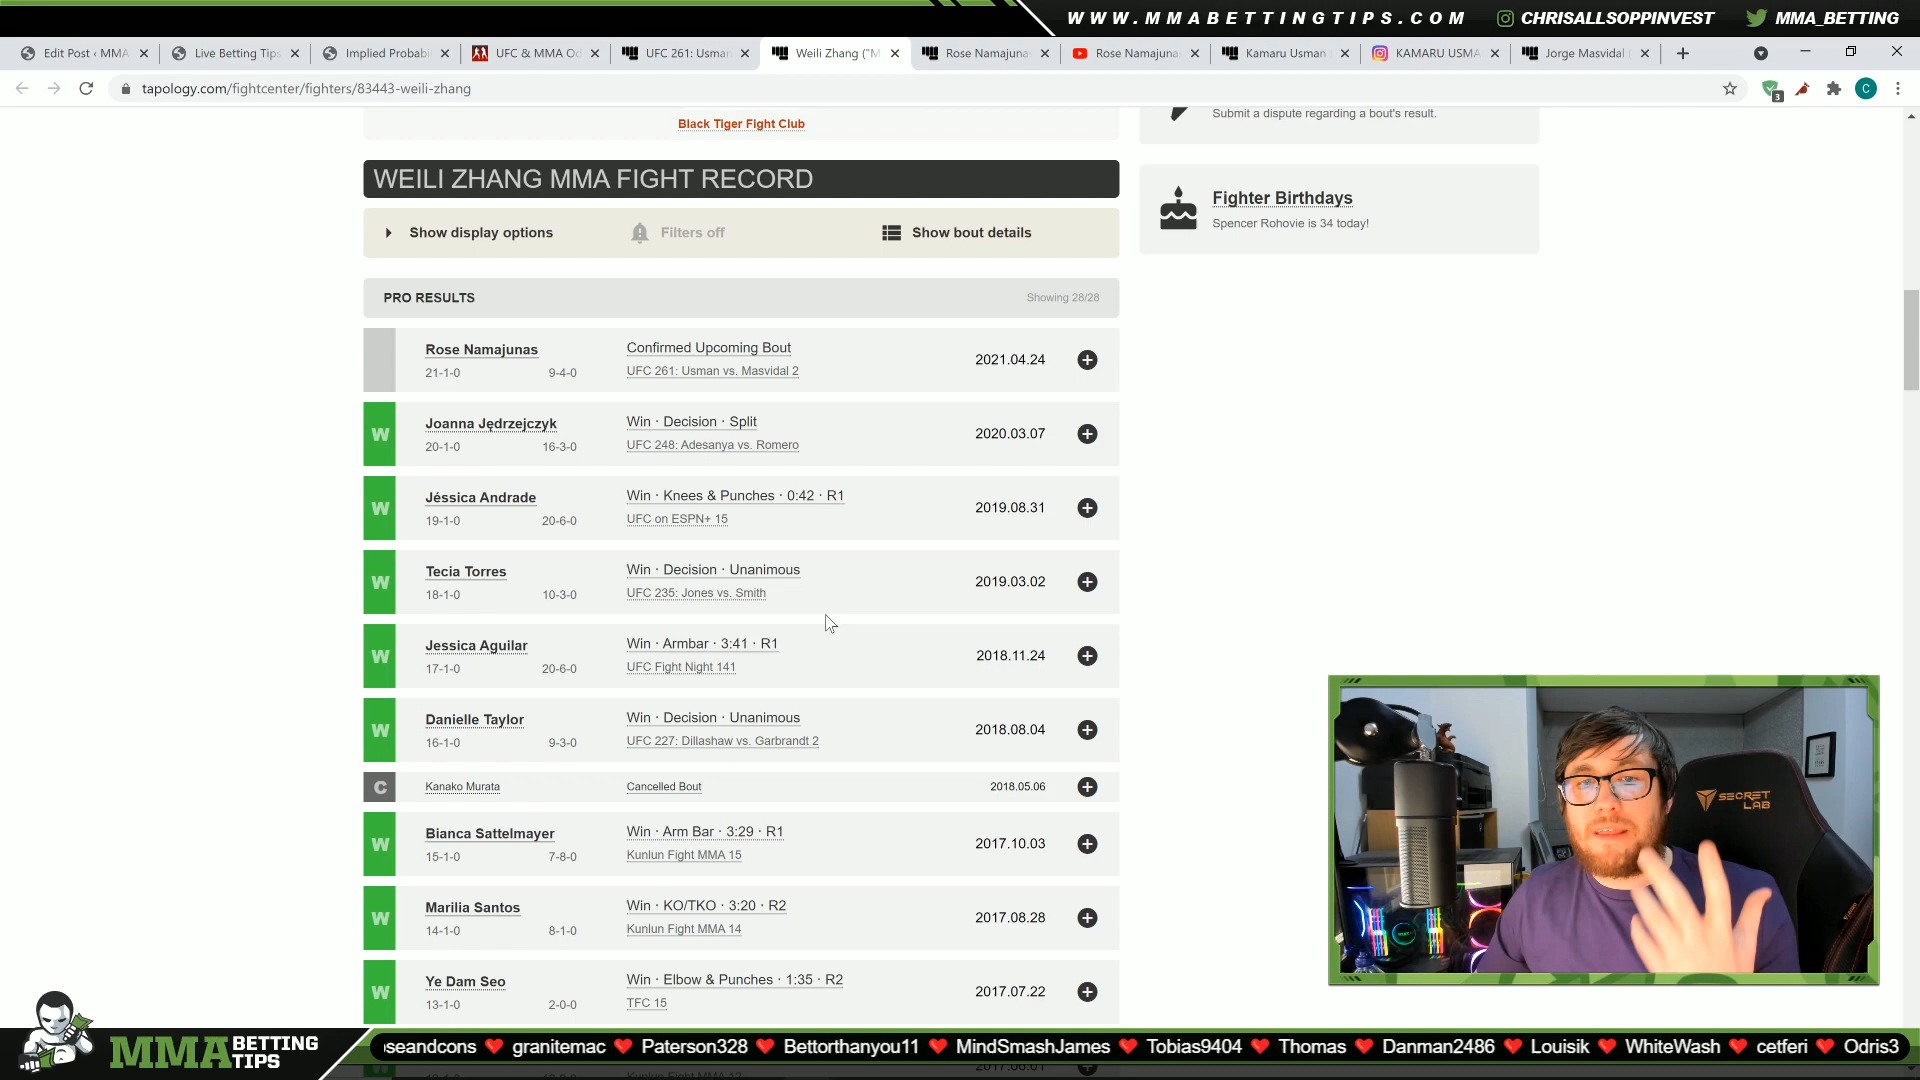 WWW.MMABETTINGTIPS.COM
CHRISALLSOPPINVEST
MMA_BETTING
Edit Post ‹ MMA
Live Betting Tips
Implied Probabi
UFC & MMA Od
UFC 261: Usman
Weili Zhang ("M
Rose Namajuna
Rose Namajuna
Kamaru Usman
KAMARU USMA
Jorge Masvidal
tapology.com/fightcenter/fighters/83443-weili-zhang
3
C
Black Tiger Fight Club
Submit a dispute regarding a bout's result.
WEILI ZHANG MMA FIGHT RECORD
Fighter Birthdays
Spencer Rohovie is 34 today!
Show display options
Filters off
Show bout details
PRO RESULTS
Showing 28/28
Rose Namajunas
Confirmed Upcoming Bout
2021.04.24
21-1-0
9-4-0
UFC 261: Usman vs. Masvidal 2
W
Joanna Jędrzejczyk
Win · Decision · Split
2020.03.07
20-1-0
16-3-0
UFC 248: Adesanya vs. Romero
W
Jéssica Andrade
Win · Knees & Punches · 0:42 · R1
2019.08.31
19-1-0
20-6-0
UFC on ESPN+ 15
W
Tecia Torres
Win · Decision · Unanimous
2019.03.02
18-1-0
10-3-0
UFC 235: Jones vs. Smith
W
Jessica Aguilar
Win · Armbar · 3:41 · R1
2018.11.24
17-1-0
20-6-0
UFC Fight Night 141
W
Danielle Taylor
Win · Decision · Unanimous
2018.08.04
16-1-0
9-3-0
UFC 227: Dillashaw vs. Garbrandt 2
C
Kanako Murata
Cancelled Bout
2018.05.06
W
Bianca Sattelmayer
Win · Arm Bar · 3:29 · R1
2017.10.03
15-1-0
7-8-0
Kunlun Fight MMA 15
W
Marilia Santos
Win · KO/TKO · 3:20 · R2
2017.08.28
14-1-0
8-1-0
Kunlun Fight MMA 14
W
Ye Dam Seo
Win · Elbow & Punches · 1:35 · R2
2017.07.22
13-1-0
2-0-0
TFC 15
SECRET
LAB
MMA BETTING TIPS
oseandcons ❤ granitemac ❤ Paterson328 ❤ Bettorthanyou11 ❤ MindSmashJames ❤ Tobias9404 ❤ Thomas ❤ Danman2486 ❤ Louisik ❤ WhiteWash ❤ cetferi ❤ Odris3